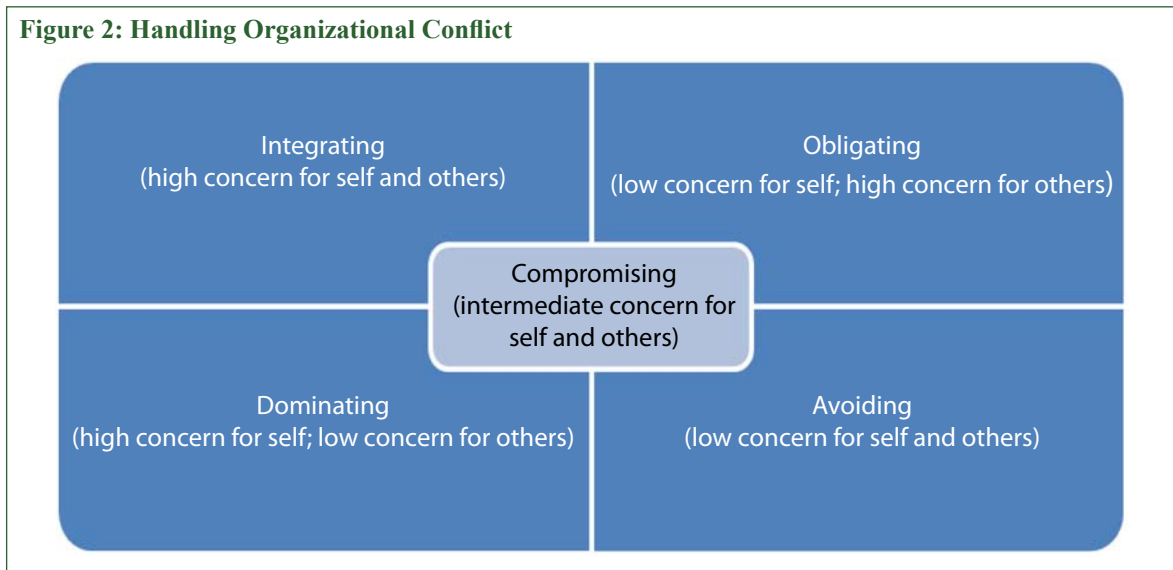 Figure 2: Handling Organizational Conflict
Integrating
(high concern for self and others)
Obligating
(low concern for self; high concern for others)
Compromising
(intermediate concern for
self and others)
Dominating
(high concern for self; low concern for others)
Avoiding
(low concern for self and others)